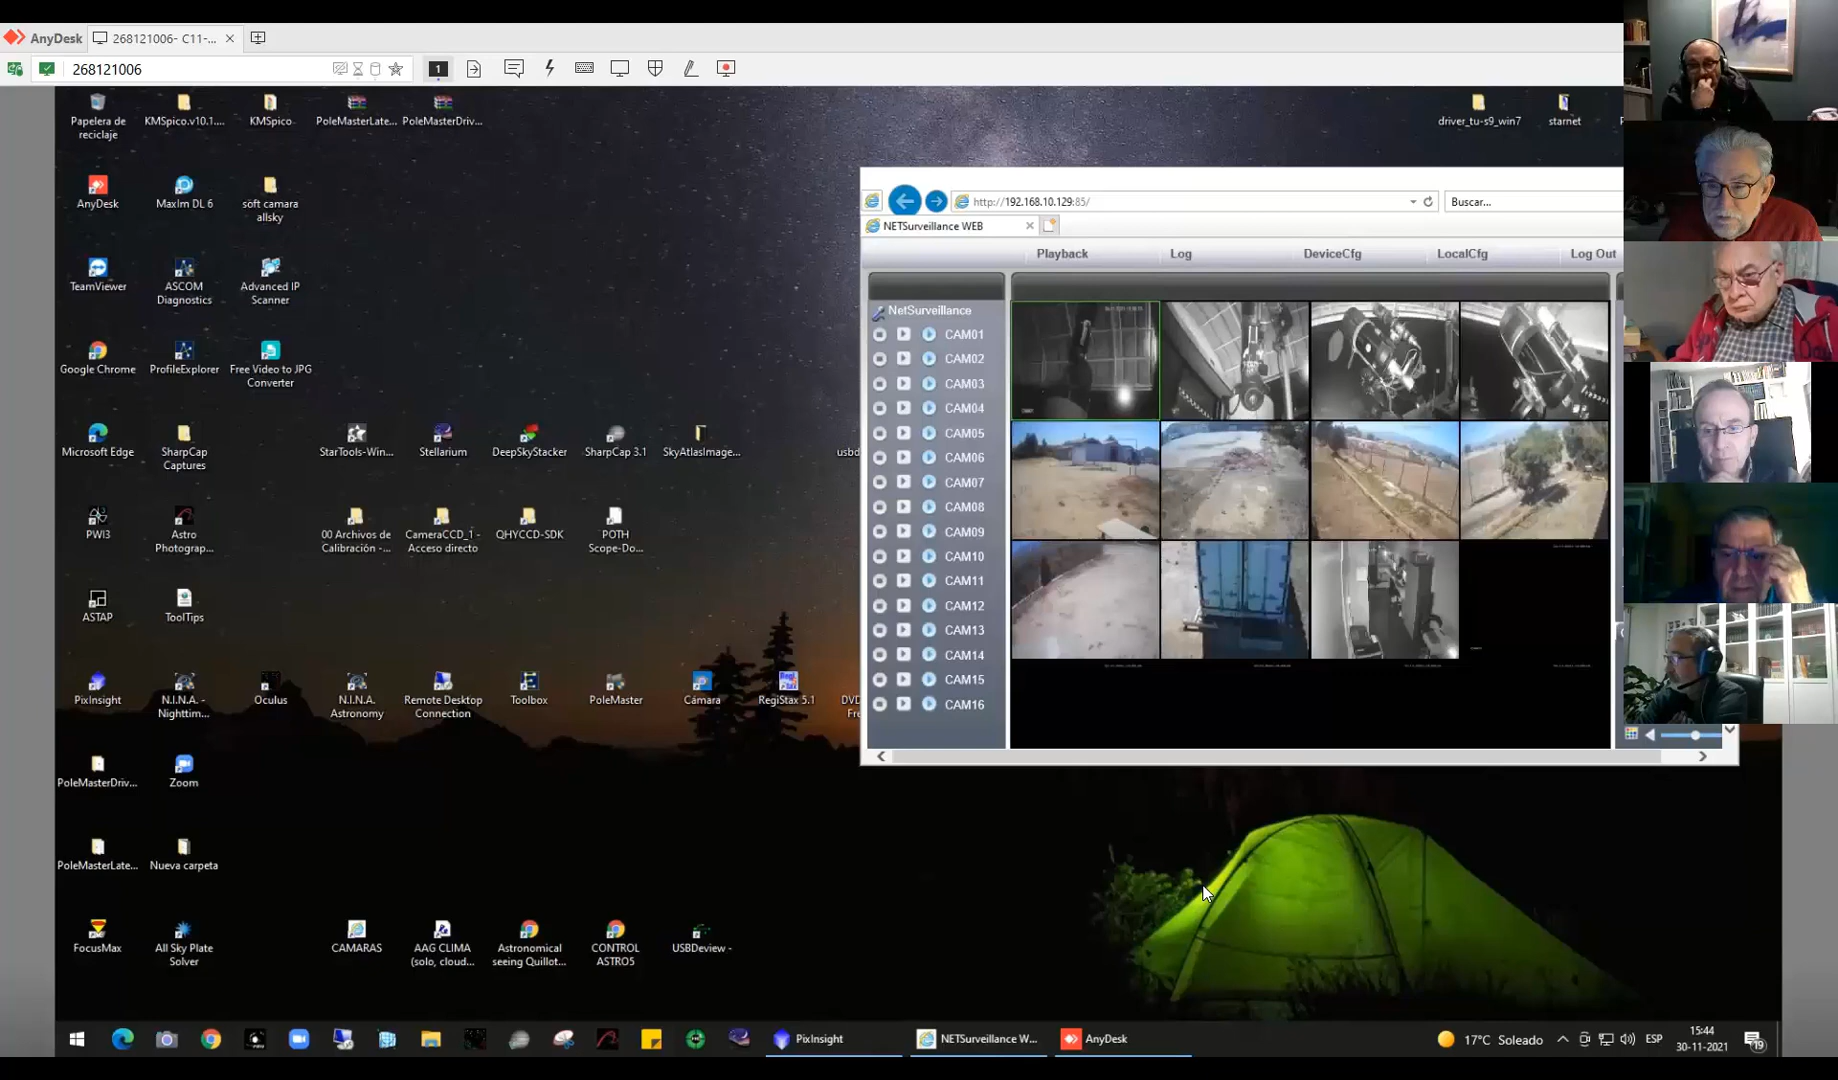 AnyDesk
268121006- C11-...
268121006
1
Papelera de
reciclaje
KMSpico.v10.1....
KMSpico
PoleMasterLate...
PoleMasterDriv...
driver_tu-s9_win7
starnet
AnyDesk
MaxIm DL 6
soft camara
allsky
TeamViewer
ASCOM
Diagnostics
Advanced IP
Scanner
Google Chrome
ProfileExplorer
Free Video to JPG
Converter
Microsoft Edge
SharpCap
Captures
StarTools-Win...
Stellarium
DeepSkyStacker
SharpCap 3.1
SkyAtlasImage...
usbd
PWI3
Astro
Photograp...
00 Archivos de
Calibración -...
CameraCCD_1 -
Acceso directo
QHYCCD-SDK
POTH
Scope-Do...
ASTAP
ToolTips
PixInsight
N.I.N.A. -
Nighttim...
Oculus
N.I.N.A.
Astronomy
Remote Desktop
Connection
Toolbox
PoleMaster
Cámara
RegiStax 5.1
DVD
Fre
PoleMasterDriv...
Zoom
PoleMasterLate...
Nueva carpeta
FocusMax
All Sky Plate
Solver
CAMARAS
AAG CLIMA
(solo, cloud...
Astronomical
seeing Quillot...
CONTROL
ASTRO5
USBDeview -
http://192.168.10.129:85/
Buscar...
NETSurveillance WEB
Playback
Log
DeviceCfg
LocalCfg
Log Out
NetSurveillance
CAM01
CAM02
CAM03
CAM04
CAM05
CAM06
CAM07
CAM08
CAM09
CAM10
CAM11
CAM12
CAM13
CAM14
CAM15
CAM16
PixInsight
NETSurveillance W...
AnyDesk
17°C Soleado
ESP
15:44
30-11-2021
19